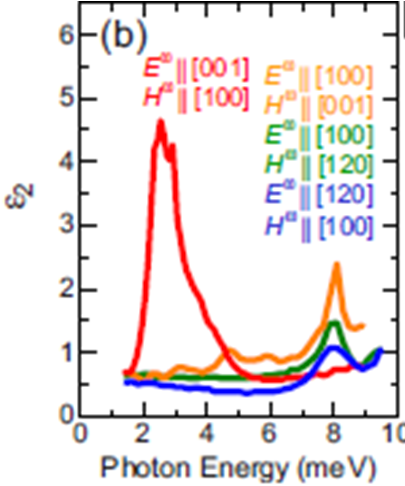 (b)
E^ω || [001]
H^ω || [100]
E^ω || [100]
H^ω || [001]
E^ω || [100]
H^ω || [120]
E^ω || [120]
H^ω || [100]
ε₂
6
5
4
3
2
1
0
0 2 4 6 8 10
Photon Energy (meV)